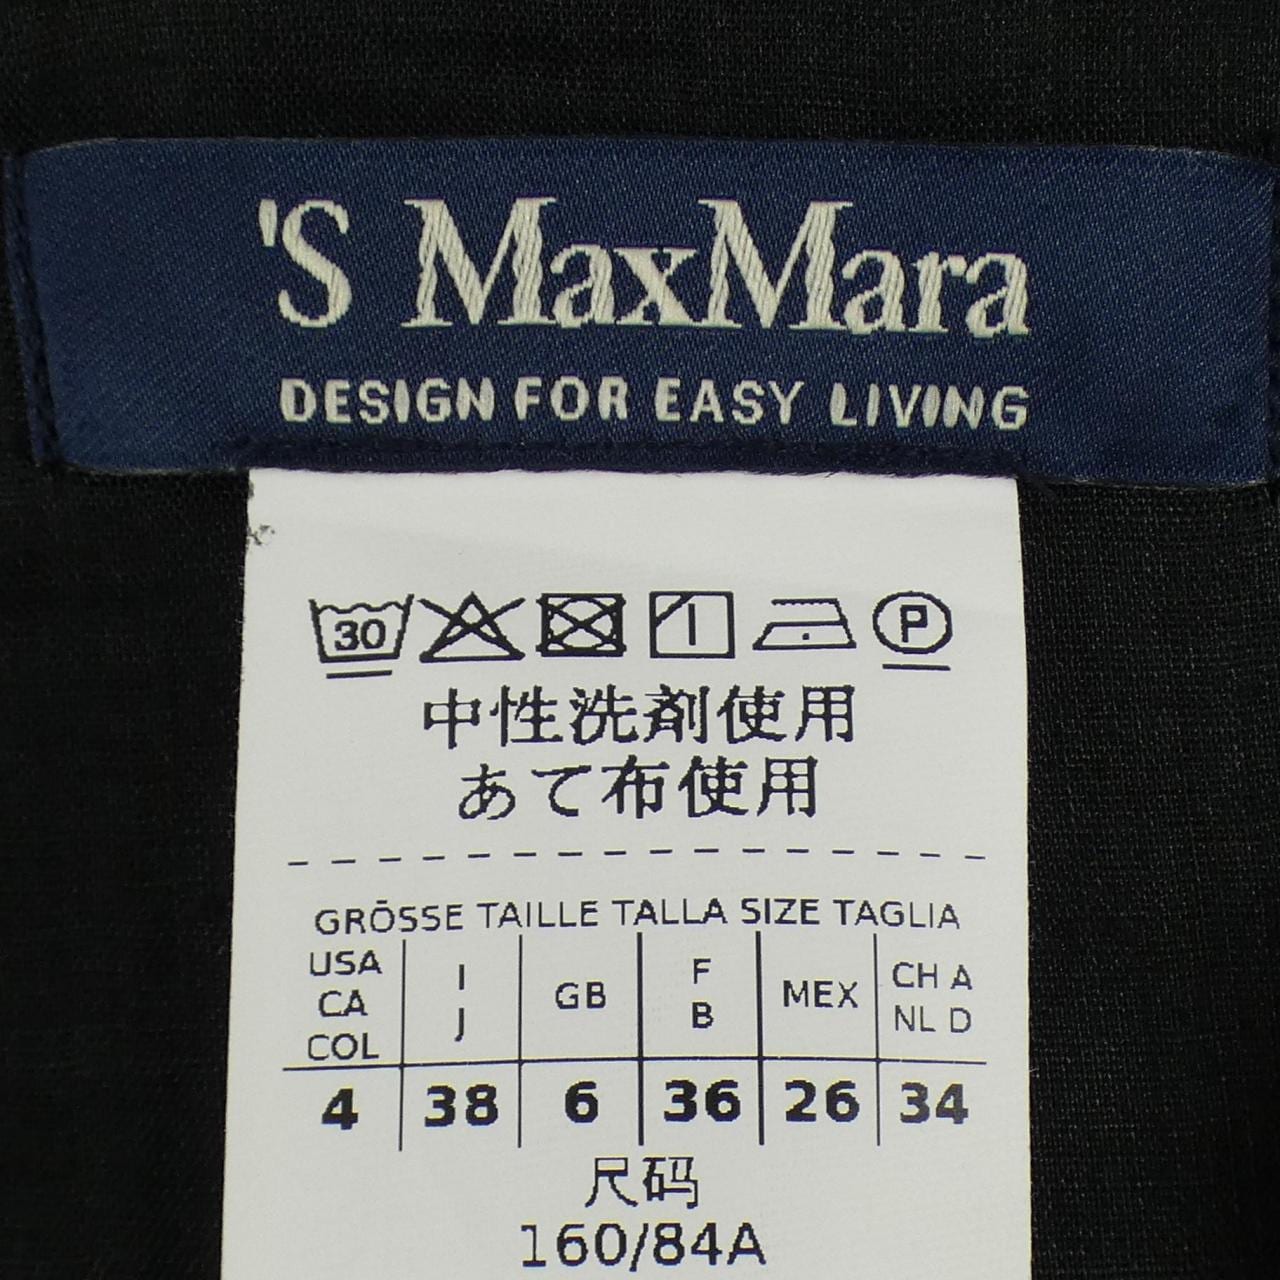 'S MaxMara
DESIGN FOR EASY LIVING
30 P
中性洗剤使用
あて布使用
GRÖSSE TAILLE TALLA SIZE TAGLIA
USA CA COL I J GB F B MEX CH A NL D
4 38 6 36 26 34
尺码
160/84A